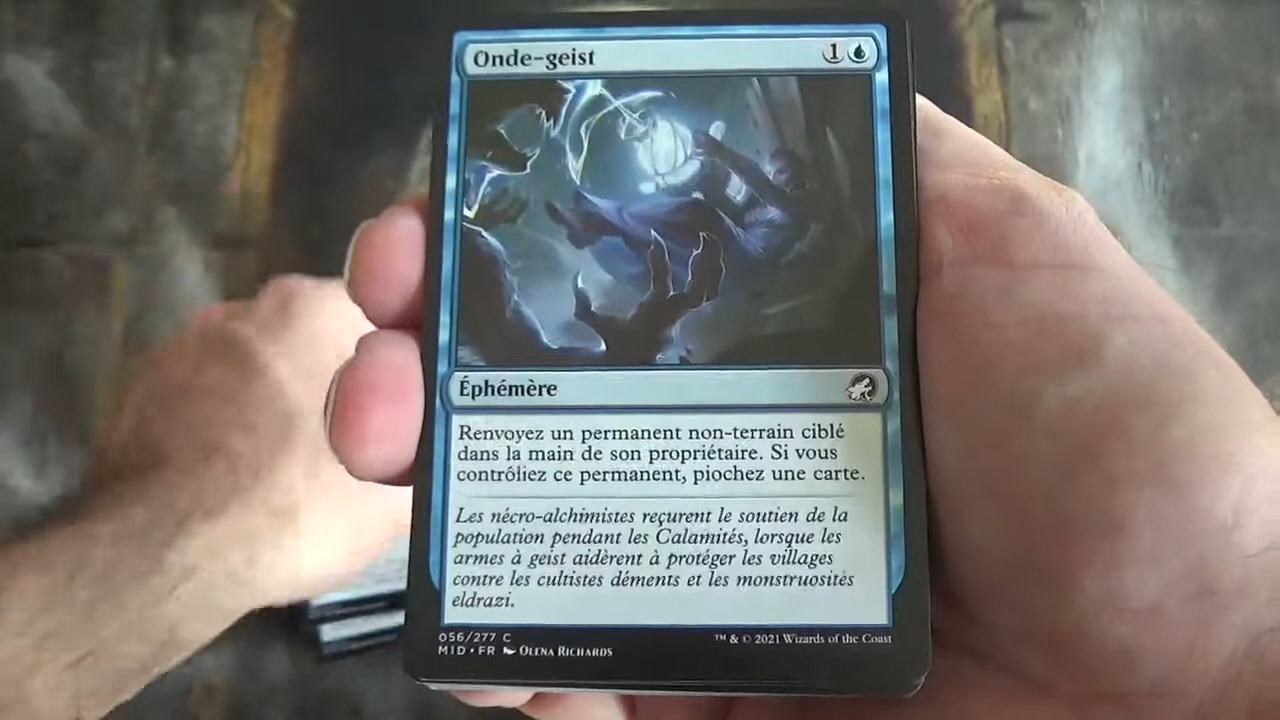 Onde-geist 1
Éphémère
Renvoyez un permanent non-terrain ciblé
dans la main de son propriétaire. Si vous
contrôliez ce permanent, piochez une carte.
Les nécro-alchimistes reçurent le soutien de la
population pendant les Calamités, lorsque les
armes à geist aidèrent à protéger les villages
contre les cultistes déments et les monstruosités
eldrazi.
056/277 C ™ & © 2021 Wizards of the Coast
MID • FR Olena Richards